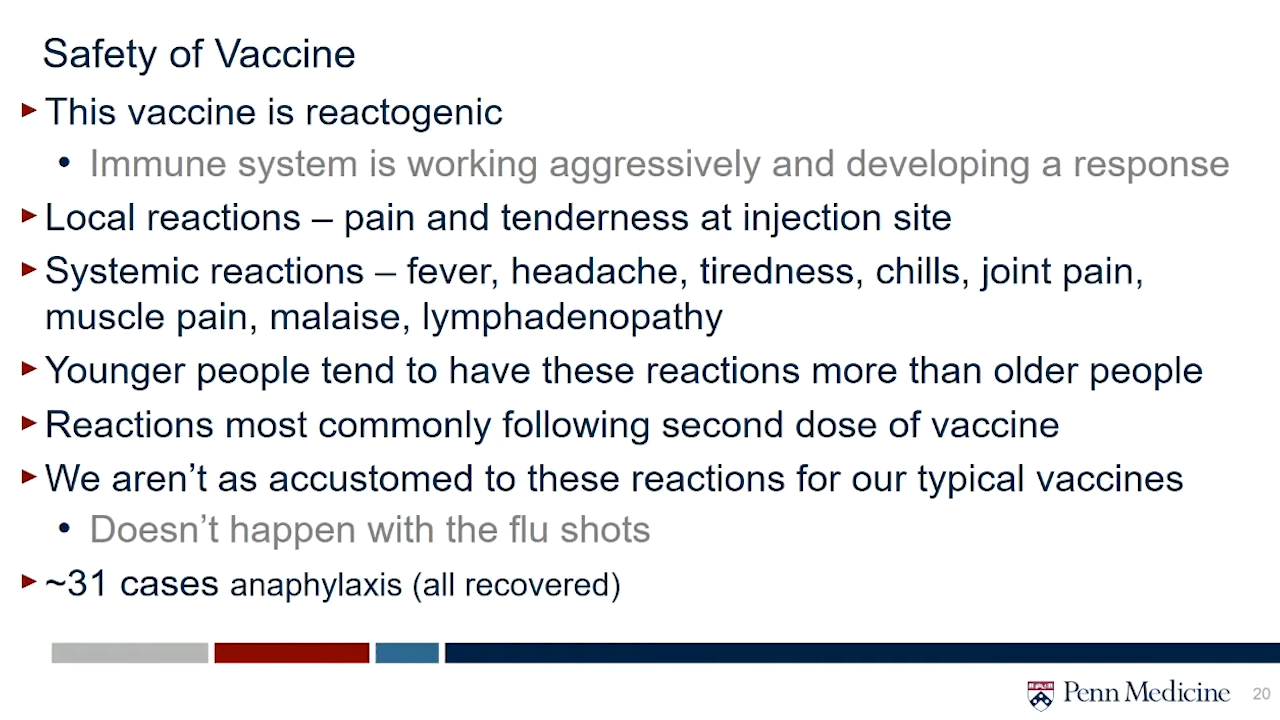 Safety of Vaccine
This vaccine is reactogenic
Immune system is working aggressively and developing a response
Local reactions – pain and tenderness at injection site
Systemic reactions – fever, headache, tiredness, chills, joint pain,
muscle pain, malaise, lymphadenopathy
Younger people tend to have these reactions more than older people
Reactions most commonly following second dose of vaccine
We aren’t as accustomed to these reactions for our typical vaccines
Doesn’t happen with the flu shots
~31 cases anaphylaxis (all recovered)
Penn Medicine 20